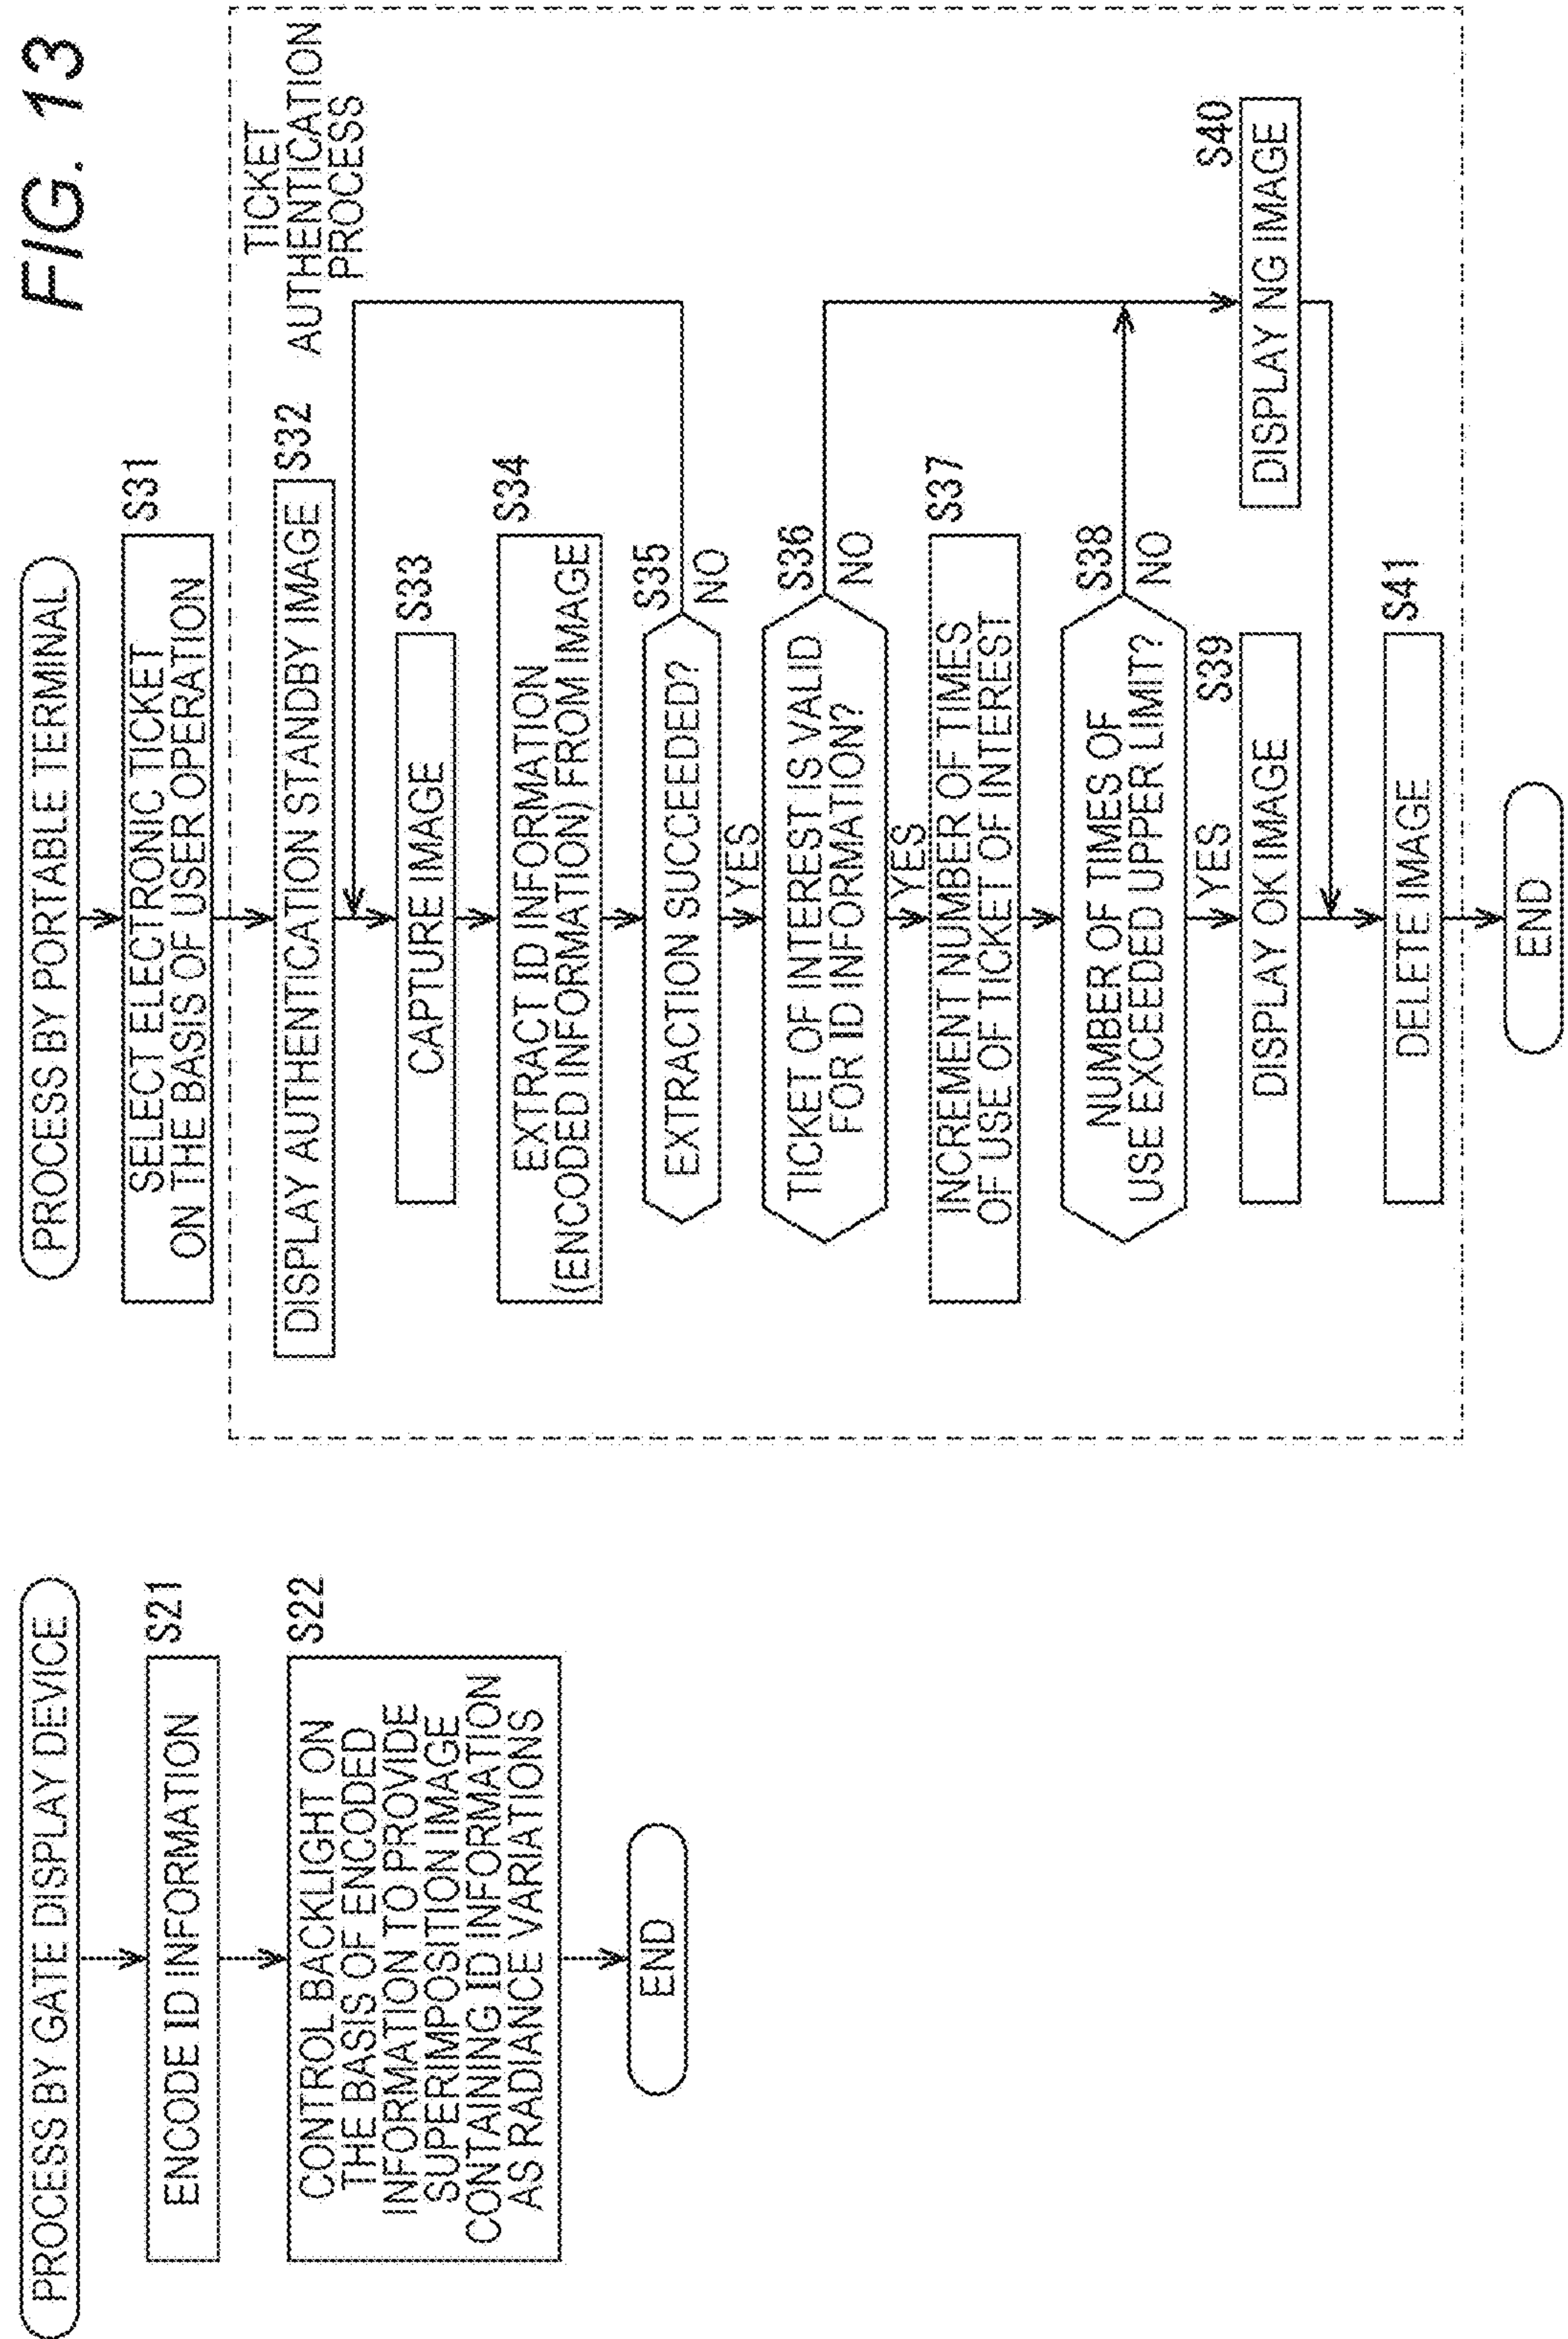 FIG. 13
PROCESS BY GATE DISPLAY DEVICE
ENCODE ID INFORMATION
S21
CONTROL BACKLIGHT ON
THE BASIS OF ENCODED
INFORMATION TO PROVIDE
SUPERIMPOSITION IMAGE
CONTAINING ID INFORMATION
AS RADIANCE VARIATIONS
S22
END
PROCESS BY PORTABLE TERMINAL
SELECT ELECTRONIC TICKET
ON THE BASIS OF USER OPERATION
S31
TICKET
AUTHENTICATION
PROCESS
DISPLAY AUTHENTICATION STANDBY IMAGE
S32
CAPTURE IMAGE
S33
EXTRACT ID INFORMATION
(ENCODED INFORMATION) FROM IMAGE
S34
EXTRACTION SUCCEEDED?
S35
NO
YES
TICKET OF INTEREST IS VALID
FOR ID INFORMATION?
S36
NO
YES
INCREMENT NUMBER OF TIMES
OF USE OF TICKET OF INTEREST
S37
NUMBER OF TIMES OF
USE EXCEEDED UPPER LIMIT?
S38
NO
YES
DISPLAY OK IMAGE
S39
DISPLAY NG IMAGE
S40
DELETE IMAGE
S41
END